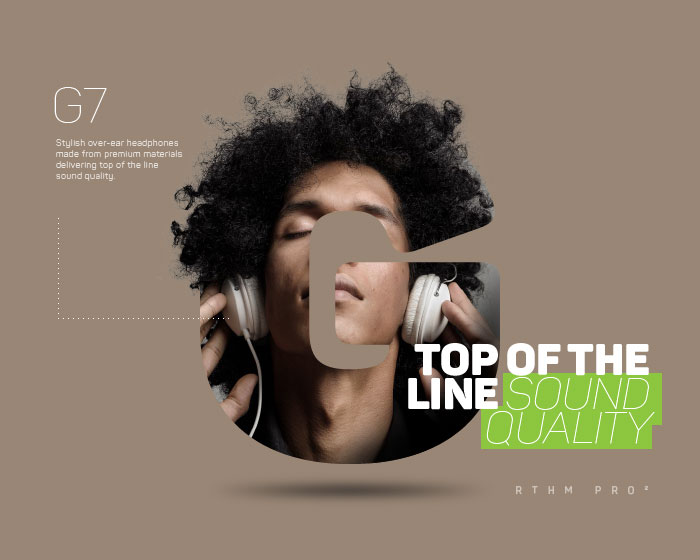 G7
Stylish over-ear headphones
made from premium materials
delivering top of the line
sound quality.
TOP OF THE
LINE SOUND
QUALITY
RTHM PRO²